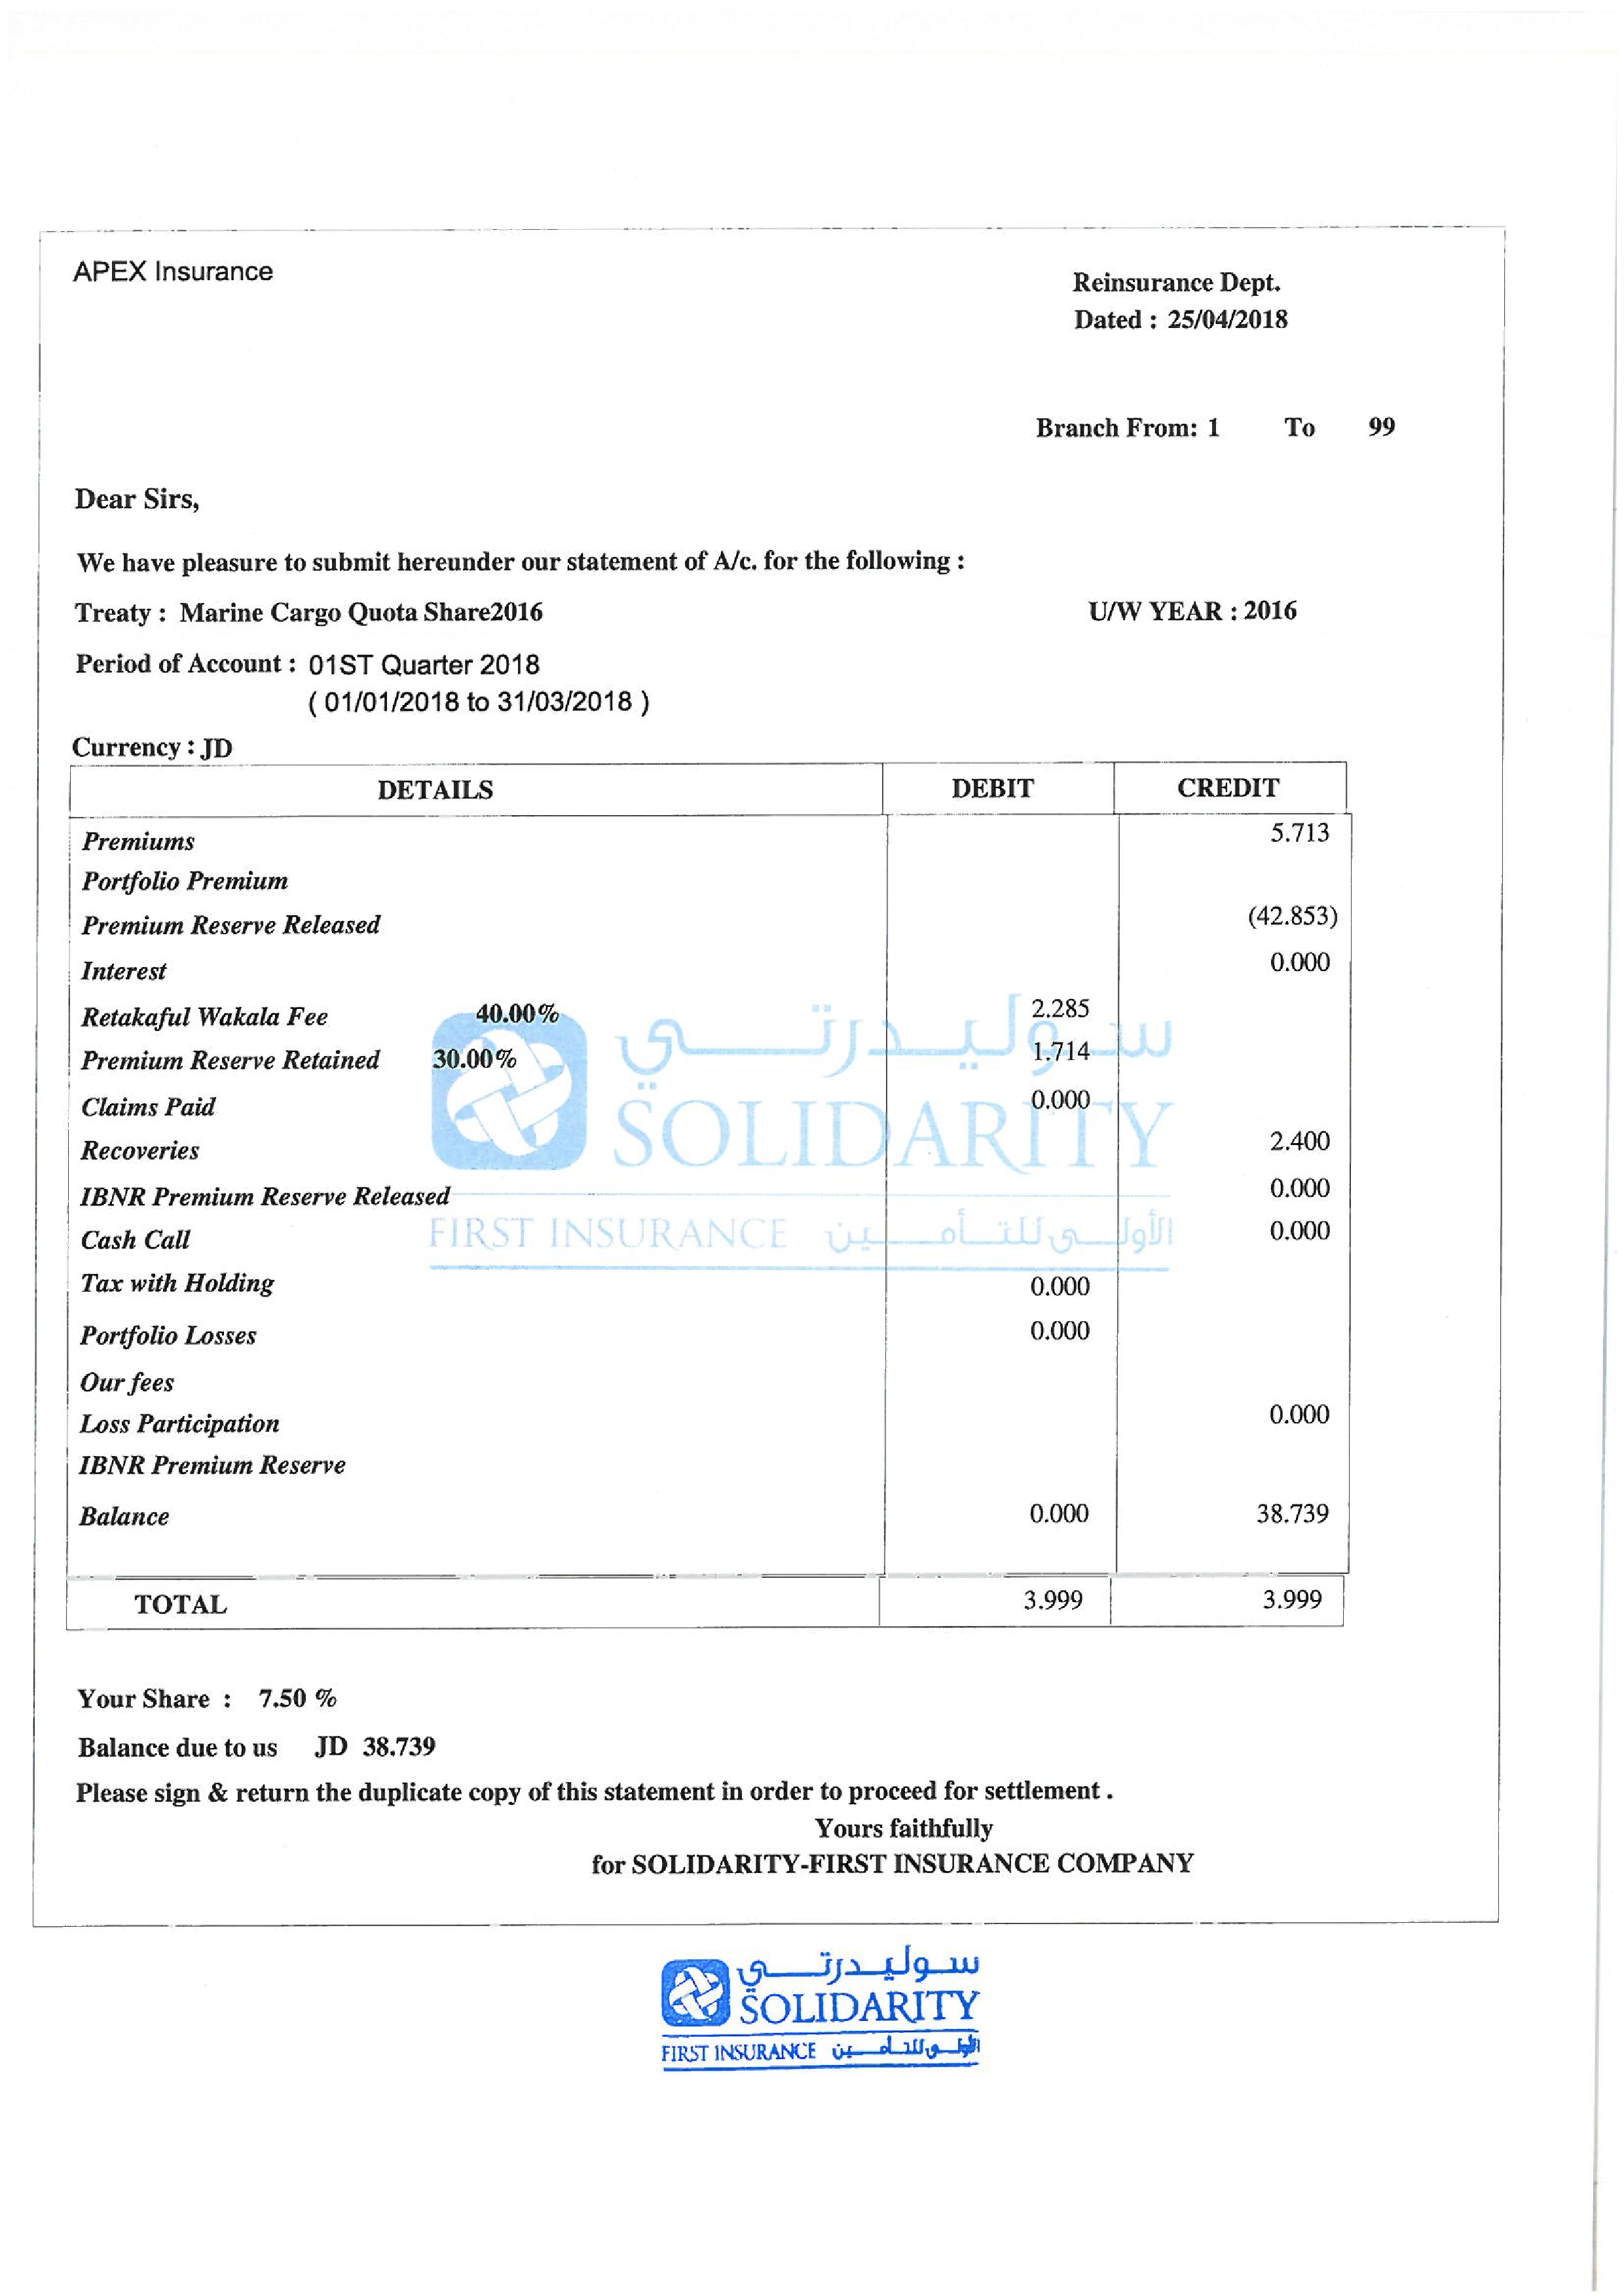 APEX Insurance
Reinsurance Dept.
Dated : 25/04/2018
Branch From: 1 To 99
Dear Sirs,
We have pleasure to submit hereunder our statement of A/c. for the following :
Treaty : Marine Cargo Quota Share2016 U/W YEAR : 2016
Period of Account : 01ST Quarter 2018
( 01/01/2018 to 31/03/2018 )
Currency : JD
DETAILS DEBIT CREDIT
Premiums 5.713
Portfolio Premium
Premium Reserve Released (42.853)
Interest 0.000
Retakaful Wakala Fee 40.00% 2.285
Premium Reserve Retained 30.00% 1.714
Claims Paid 0.000
Recoveries 2.400
IBNR Premium Reserve Released 0.000
Cash Call 0.000
Tax with Holding 0.000
Portfolio Losses 0.000
Our fees
Loss Participation 0.000
IBNR Premium Reserve
Balance 0.000 38.739
TOTAL 3.999 3.999
سوليدرتي
SOLIDARITY
FIRST INSURANCE الأولى للتأمين
Your Share : 7.50 %
Balance due to us JD 38.739
Please sign & return the duplicate copy of this statement in order to proceed for settlement .
Yours faithfully
for SOLIDARITY-FIRST INSURANCE COMPANY
سوليدرتي
SOLIDARITY
FIRST INSURANCE الأولى للتأمين